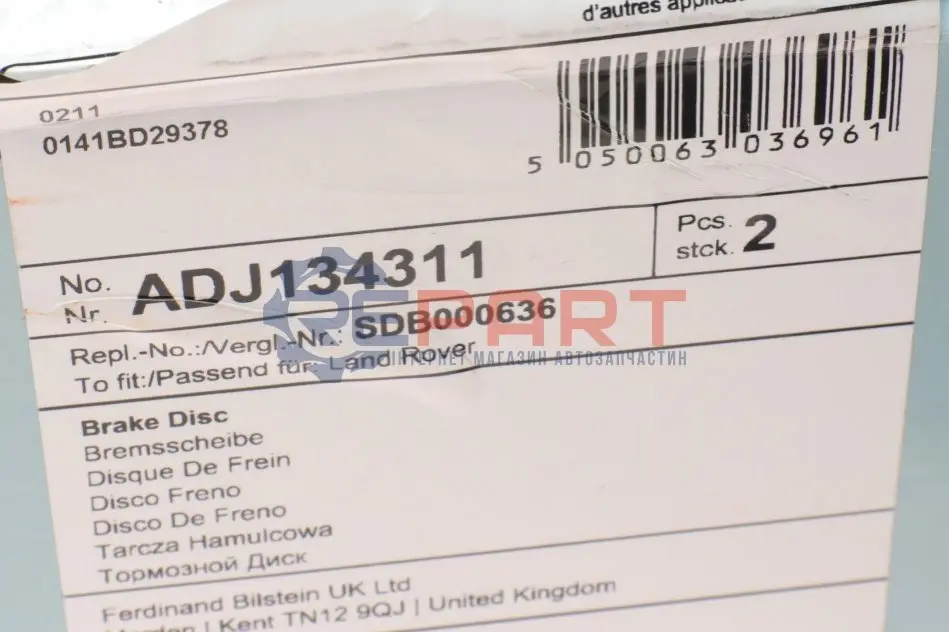 d'autres
0211
0141BD29378
5 050063 036961
No. Nr. ADJ134311
Pcs. stck. 2
Repl.-No.:/Vergl.-Nr.: SDB000636
To fit:/Passend für: Land Rover
REPART
ІНТЕРНЕТ МАГАЗИН АВТОЗАПЧАСТИН
Brake Disc
Bremsscheibe
Disque De Frein
Disco Freno
Disco De Freno
Tarcza Hamulcowa
Тормозной Диск
Ferdinand Bilstein UK Ltd
| Kent TN12 9QJ | United Kingdom